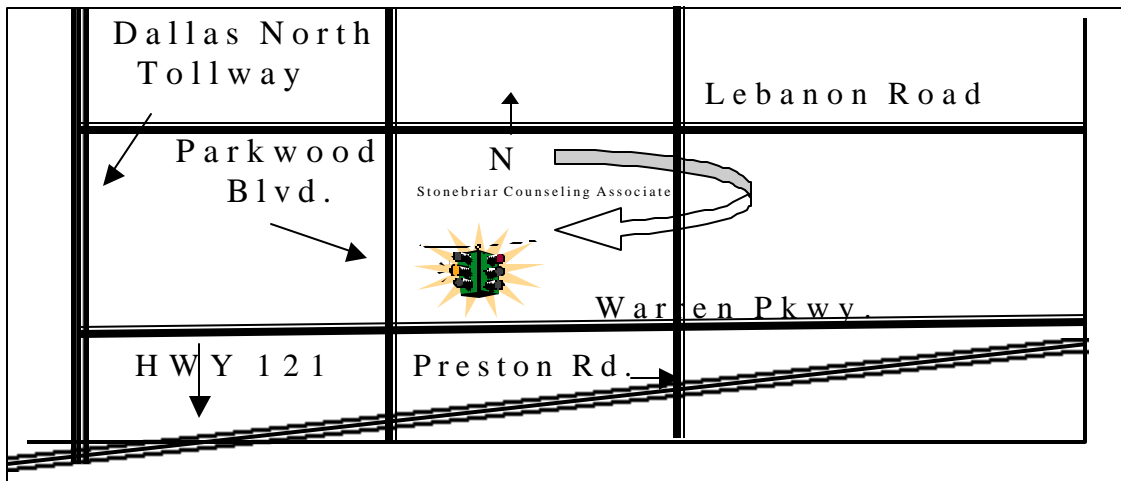 Dallas North
Tollway
Lebanon Road
Parkwood
Blvd.
N
Stonebriar Counseling Associate
Warren Pkwy.
HWY 121
Preston Rd.